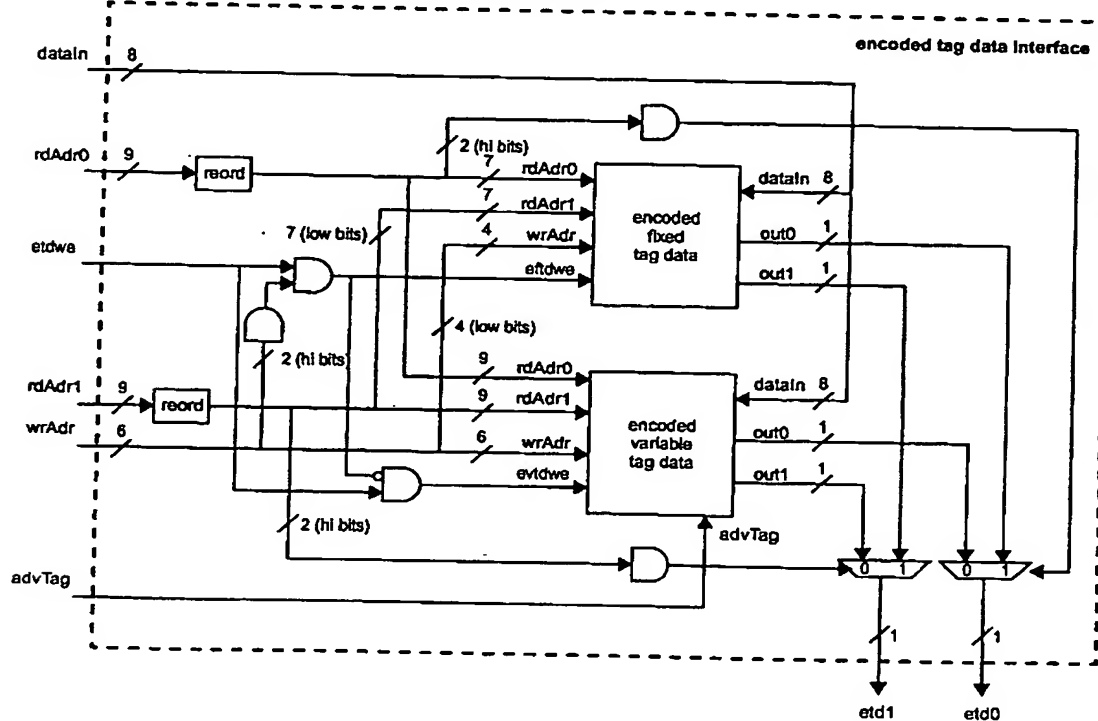 encoded tag data interface
dataIn
8
2 (hi bits)
rdAdr0
9
reord
7
rdAdr0
7
rdAdr1
4
wrAdr
eftdwe
encoded
fixed
tag data
dataIn
8
out0
1
out1
1
7 (low bits)
etdwe
4 (low bits)
2 (hi bits)
rdAdr1
9
reord
wrAdr
6
9
rdAdr0
9
rdAdr1
6
wrAdr
evtdwe
encoded
variable
tag data
dataIn
8
out0
1
out1
1
2 (hi bits)
advTag
advTag
0
1
0
1
1
1
etd1
etd0